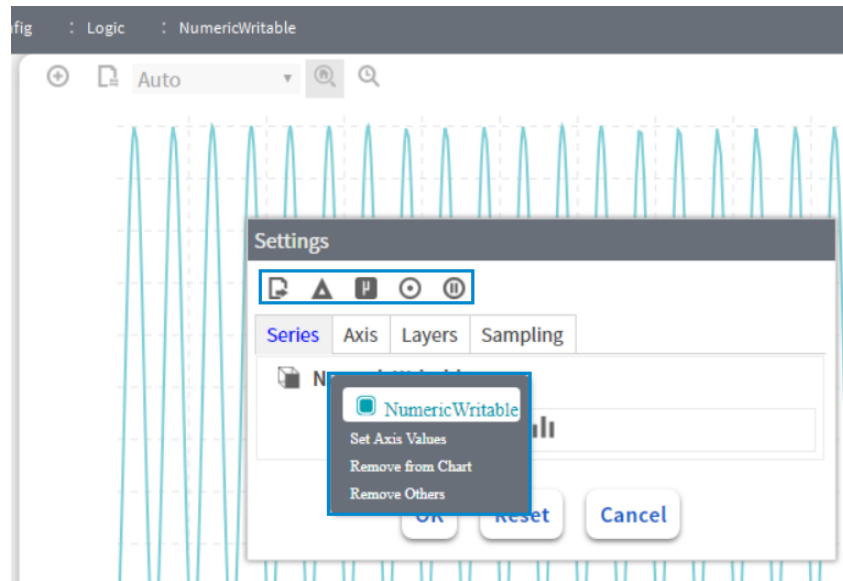 fig : Logic : NumericWritable
Auto
Settings
Series Axis Layers Sampling
NumericWritable
Set Axis Values
Remove from Chart
Remove Others
OK Reset Cancel